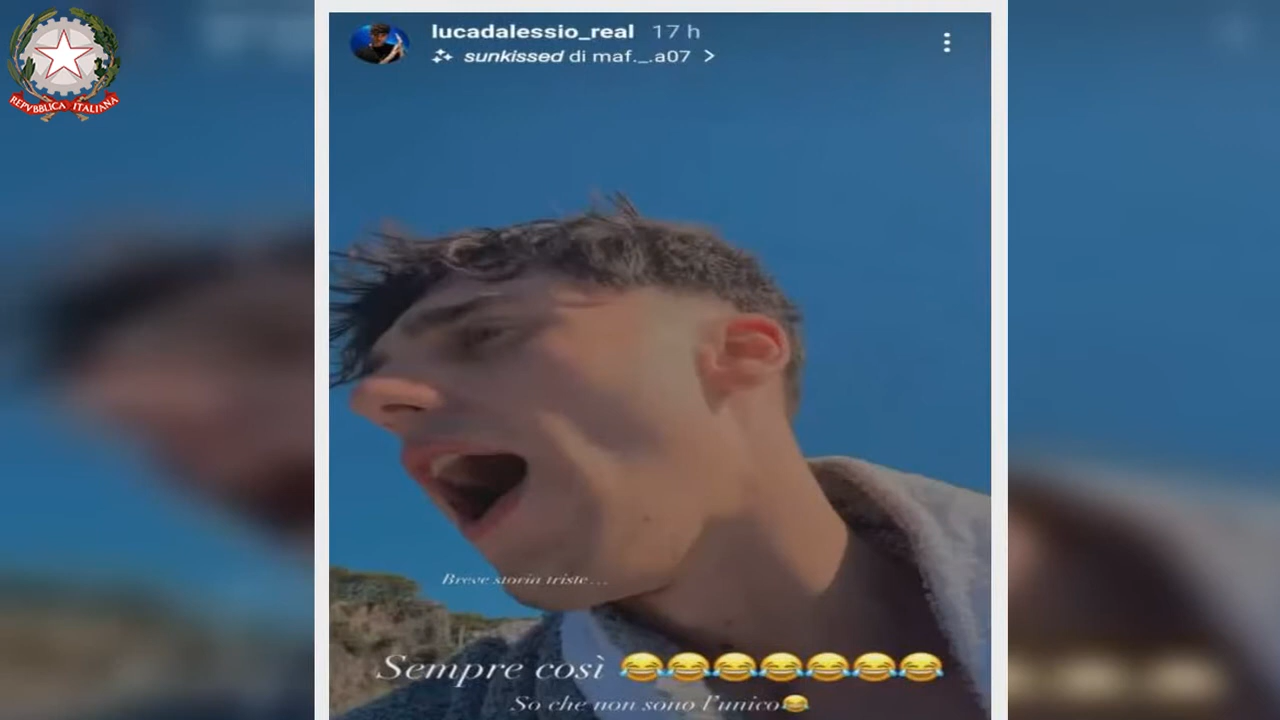 REPVBBLICA ITALIANA
lucadalessio_real 17 h
sunkissed di maf._.a07 >
Breve storia triste...
Sempre così 😂😂😂😂😂😂😂
So che non sono l'unico😂